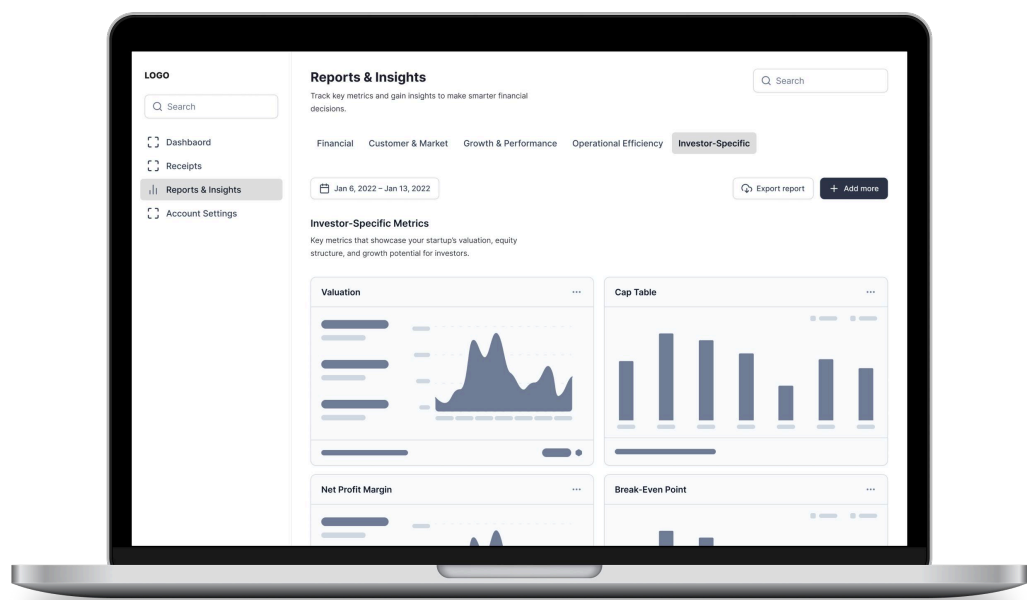 LOGO
Search
Dashbaord
Receipts
Reports & Insights
Account Settings
Reports & Insights
Track key metrics and gain insights to make smarter financial
decisions.
Search
Financial Customer & Market Growth & Performance Operational Efficiency Investor-Specific
Jan 6, 2022 – Jan 13, 2022
Export report
Add more
Investor-Specific Metrics
Key metrics that showcase your startup's valuation, equity
structure, and growth potential for investors.
Valuation
Cap Table
Net Profit Margin
Break-Even Point